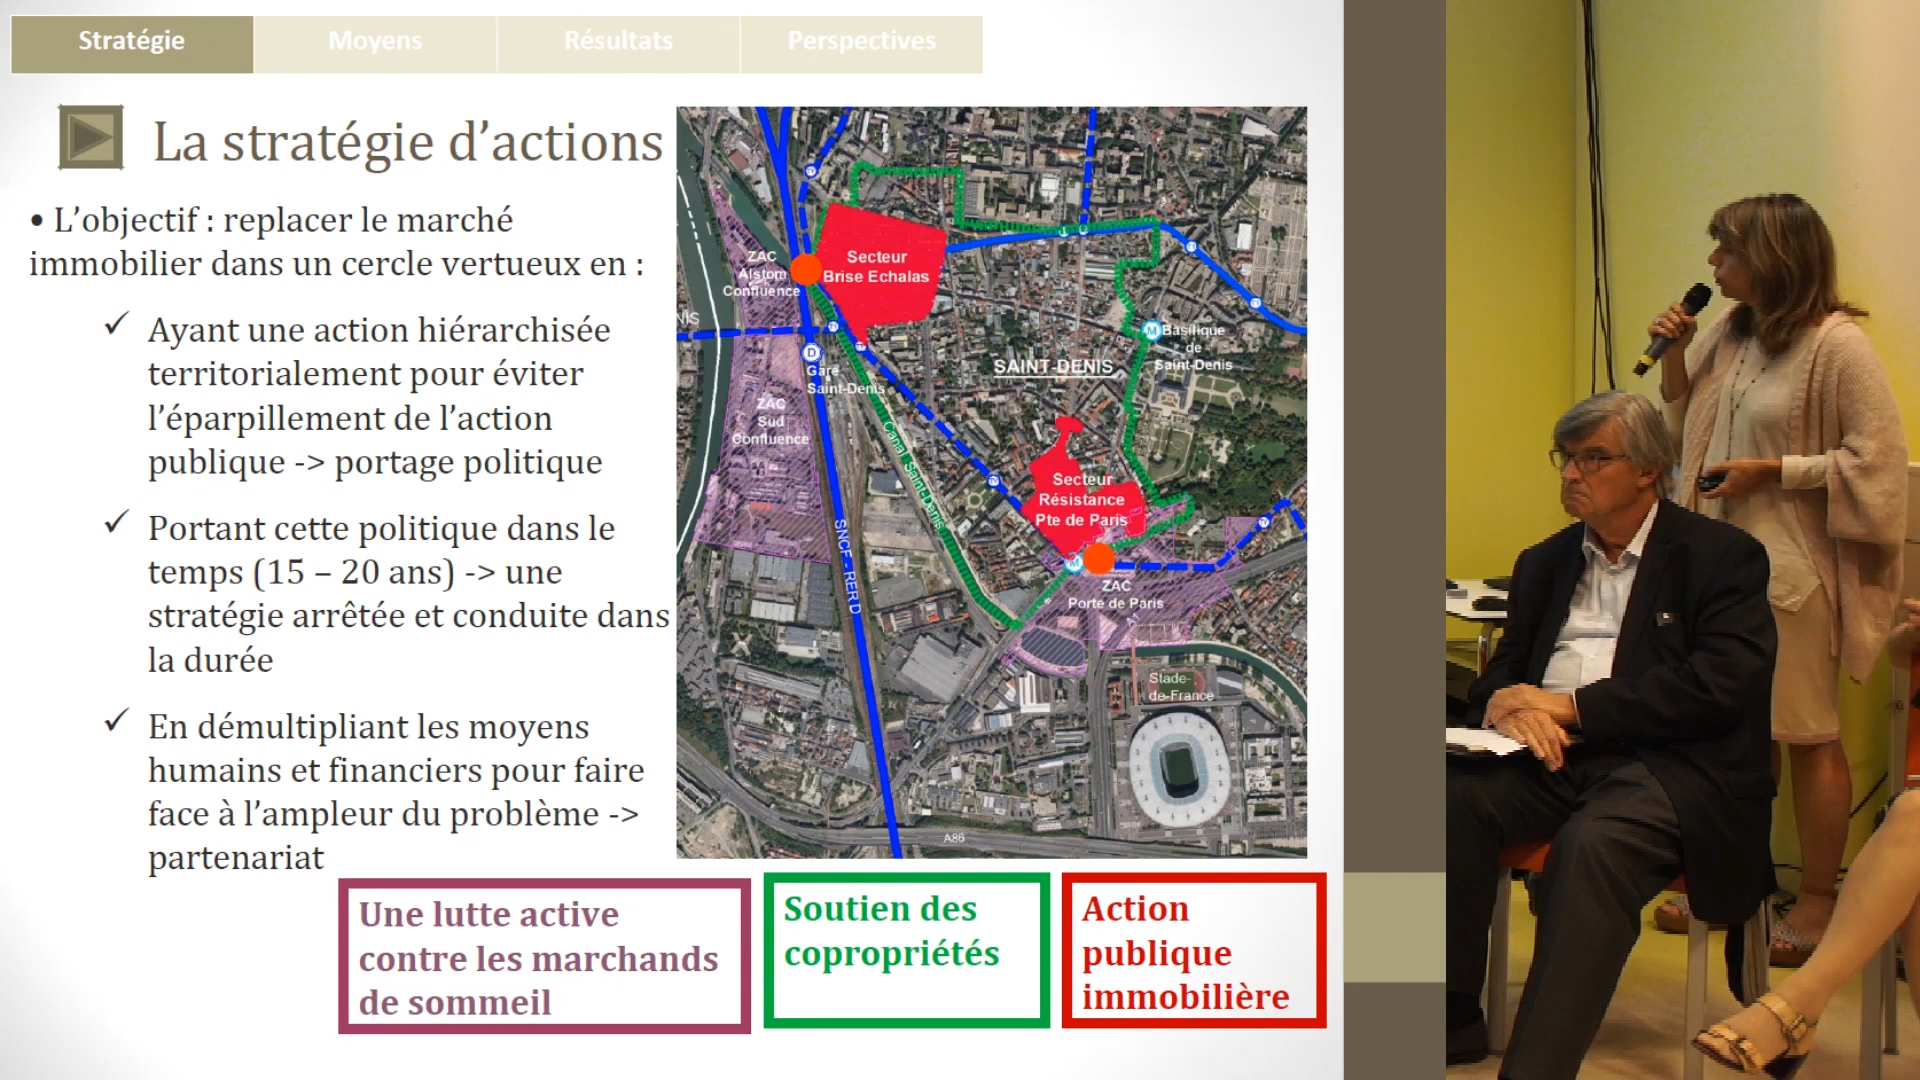 Stratégie
Moyens
Résultats
Perspectives
La stratégie d’actions
• L’objectif : replacer le marché
immobilier dans un cercle vertueux en :
✓ Ayant une action hiérarchisée
territorialement pour éviter
l’éparpillement de l’action
publique -> portage politique
✓ Portant cette politique dans le
temps (15 – 20 ans) -> une
stratégie arrêtée et conduite dans
la durée
✓ En démultipliant les moyens
humains et financiers pour faire
face à l’ampleur du problème ->
partenariat
ZAC
Alstom
Confluence
Secteur
Brise Echalas
NIS
D
Gare
Saint-Denis
ZAC
Sud
Confluence
Canal Saint-Denis
SNCF - RER D
SAINT-DENIS
M Basilique
de
Saint-Denis
Secteur
Résistance
Pte de Paris
M
ZAC
Porte de Paris
Stade-
de-France
A86
Une lutte active
contre les marchands
de sommeil
Soutien des
copropriétés
Action
publique
immobilière